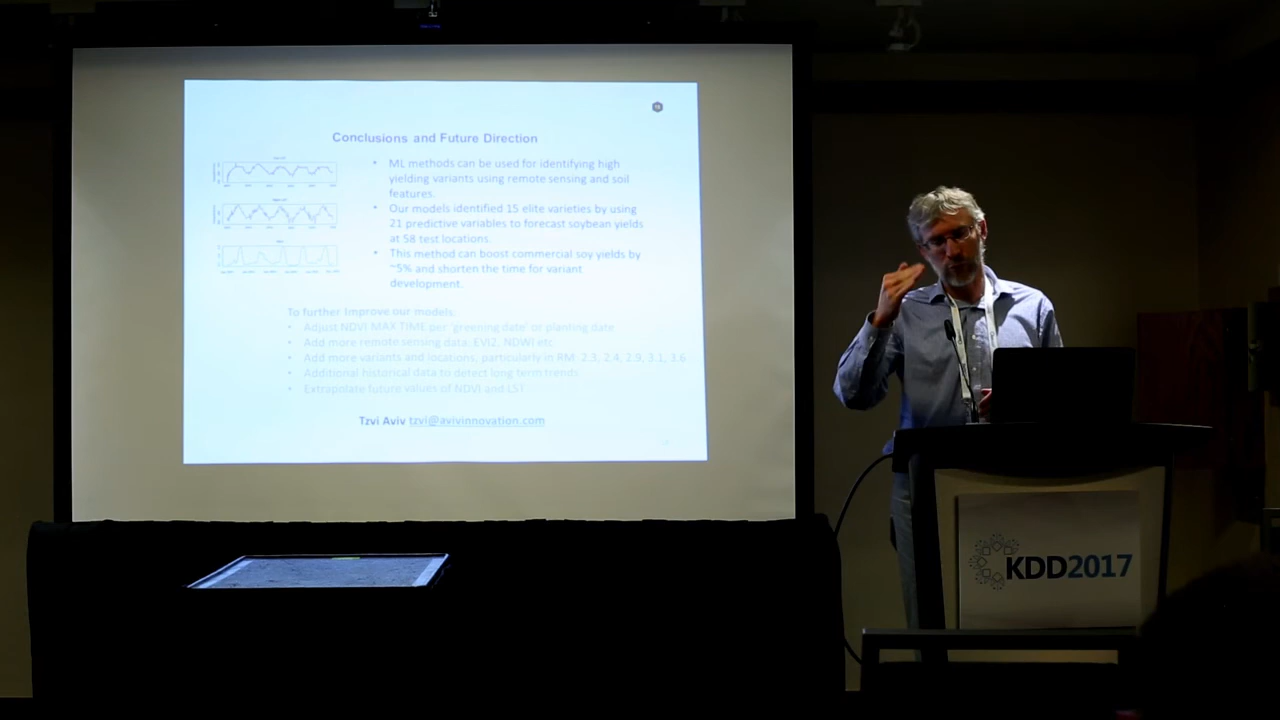 Conclusions and Future Direction
• ML methods can be used for identifying high
yielding variants using remote sensing and soil
features.
• Our models identified 15 elite varieties by using
21 predictive variables to forecast soybean yields
at 58 test locations.
• This method can boost commercial soy yields by
~5% and shorten the time for variant
development.
To further improve our models:
• Adjust NDVI MAX TIME per 'greening date' or planting date
• Add more remote sensing data, EVI2, NDWI etc.
• Add more variants and locations, particularly in RM: 2.3, 2.4, 2.9, 3.1, 3.6
• Additional historical data to detect long term trends
• Extrapolate future values of NDVI and LST
Tzvi Aviv tzvi@avivinnovation.com
KDD2017